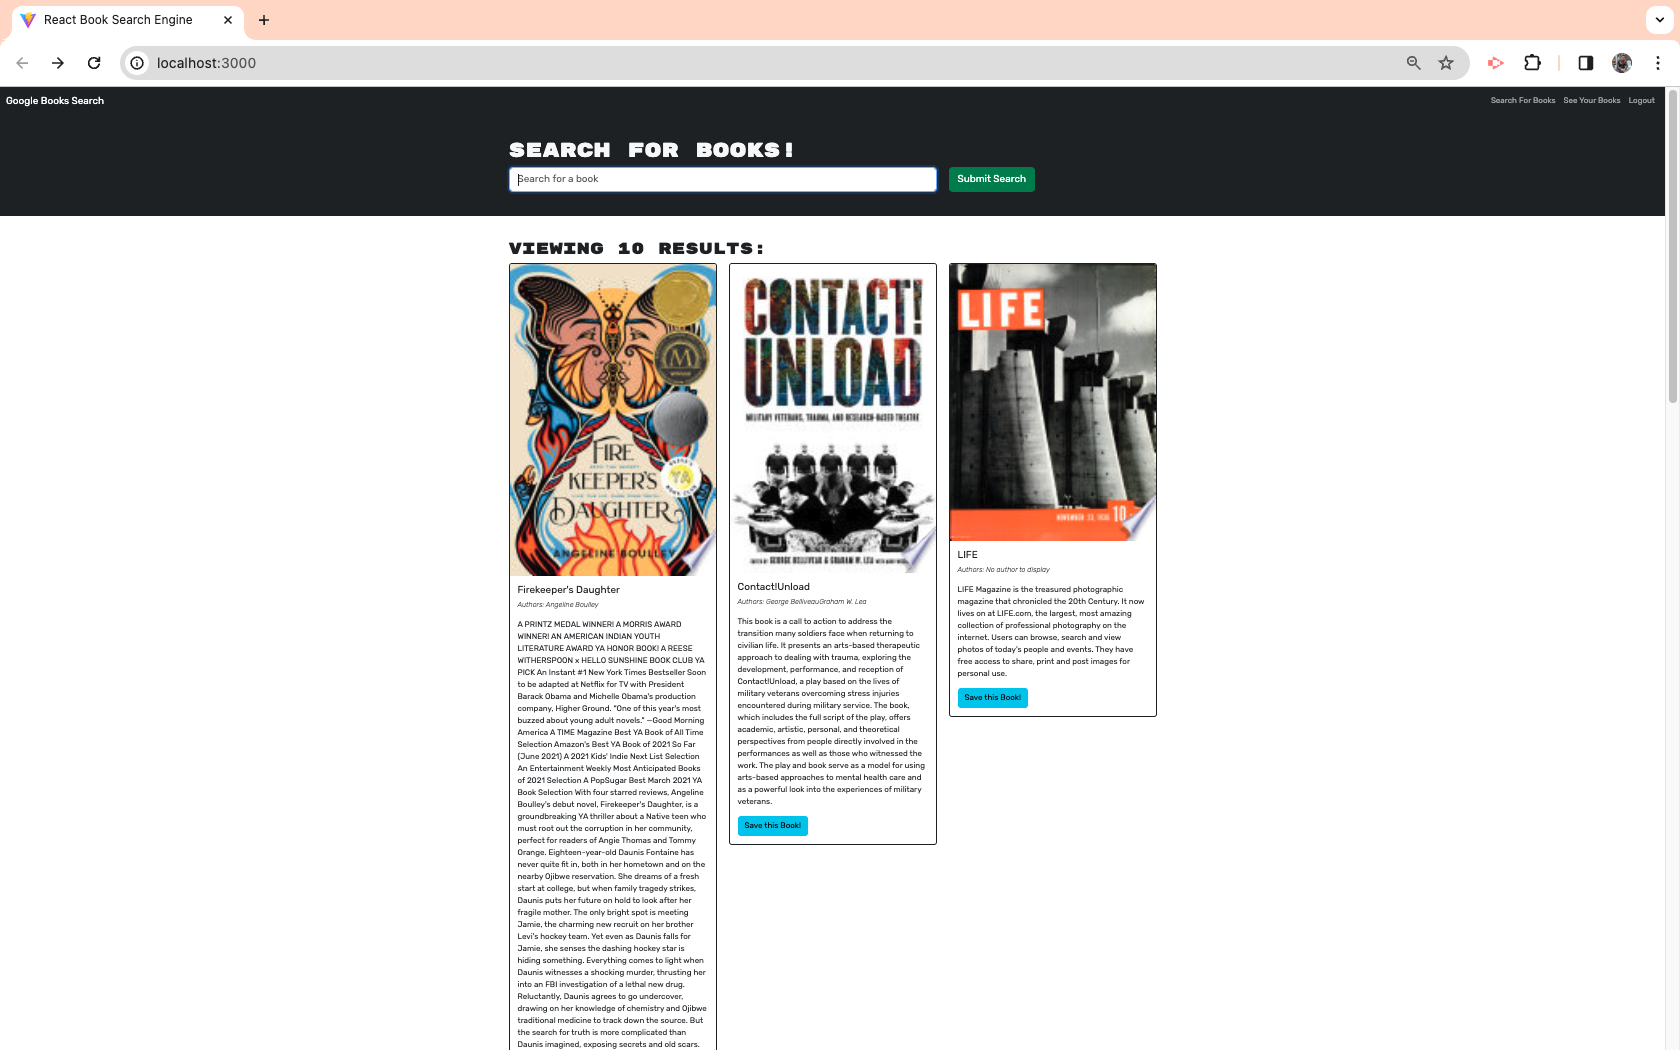 React Book Search Engine
localhost:3000
Google Books Search
Search For Books
See Your Books
Logout
SEARCH FOR BOOKS!
Search for a book
Submit Search
VIEWING 10 RESULTS:
FIRE
KEEPER'S
DAUGHTER
ANGELINE BOULLEY
YA
Firekeeper's Daughter
Authors: Angeline Boulley
A PRINTZ MEDAL WINNER! A MORRIS AWARD
WINNER! AN AMERICAN INDIAN YOUTH
LITERATURE AWARD YA HONOR BOOK! A REESE
WITHERSPOON x HELLO SUNSHINE BOOK CLUB YA
PICK An Instant #1 New York Times Bestseller Soon
to be adapted at Netflix for TV with President
Barack Obama and Michelle Obama's production
company, Higher Ground. “One of this year's most
buzzed about young adult novels.” —Good Morning
America A TIME Magazine Best YA Book of All Time
Selection Amazon's Best YA Book of 2021 So Far
(June 2021) A 2021 Kids' Indie Next List Selection
An Entertainment Weekly Most Anticipated Books
of 2021 Selection A PopSugar Best March 2021 YA
Book Selection With four starred reviews, Angeline
Boulley's debut novel, Firekeeper's Daughter, is a
groundbreaking YA thriller about a Native teen who
must root out the corruption in her community,
perfect for readers of Angie Thomas and Tommy
Orange. Eighteen-year-old Daunis Fontaine has
never quite fit in, both in her hometown and on the
nearby Ojibwe reservation. She dreams of a fresh
start at college, but when family tragedy strikes,
Daunis puts her future on hold to look after her
fragile mother. The only bright spot is meeting
Jamie, the charming new recruit on her brother
Levi's hockey team. Yet even as Daunis falls for
Jamie, she senses the dashing hockey star is
hiding something. Everything comes to light when
Daunis witnesses a shocking murder, thrusting her
into an FBI investigation of a lethal new drug.
Reluctantly, Daunis agrees to go undercover,
drawing on her knowledge of chemistry and Ojibwe
traditional medicine to track down the source. But
the search for truth is more complicated than
Daunis imagined, exposing secrets and old scars.
CONTACT!
UNLOAD
MILITARY VETERANS, TRAUMA, AND RESEARCH-BASED THEATRE
EDITED BY GEORGE BELLIVEAU & GRAHAM W. LEA
Contact!Unload
Authors: George BelliveauGraham W. Lea
This book is a call to action to address the
transition many soldiers face when returning to
civilian life. It presents an arts-based therapeutic
approach to dealing with trauma, exploring the
development, performance, and reception of
Contact!Unload, a play based on the lives of
military veterans overcoming stress injuries
encountered during military service. The book,
which includes the full script of the play, offers
academic, artistic, personal, and theoretical
perspectives from people directly involved in the
performances as well as those who witnessed the
work. The play and book serve as a model for using
arts-based approaches to mental health care and
as a powerful look into the experiences of military
veterans.
Save this Book!
LIFE
NOVEMBER 23, 1936 10
LIFE
Authors: No author to display
LIFE Magazine is the treasured photographic
magazine that chronicled the 20th Century. It now
lives on at LIFE.com, the largest, most amazing
collection of professional photography on the
internet. Users can browse, search and view
photos of today's people and events. They have
free access to share, print and post images for
personal use.
Save this Book!